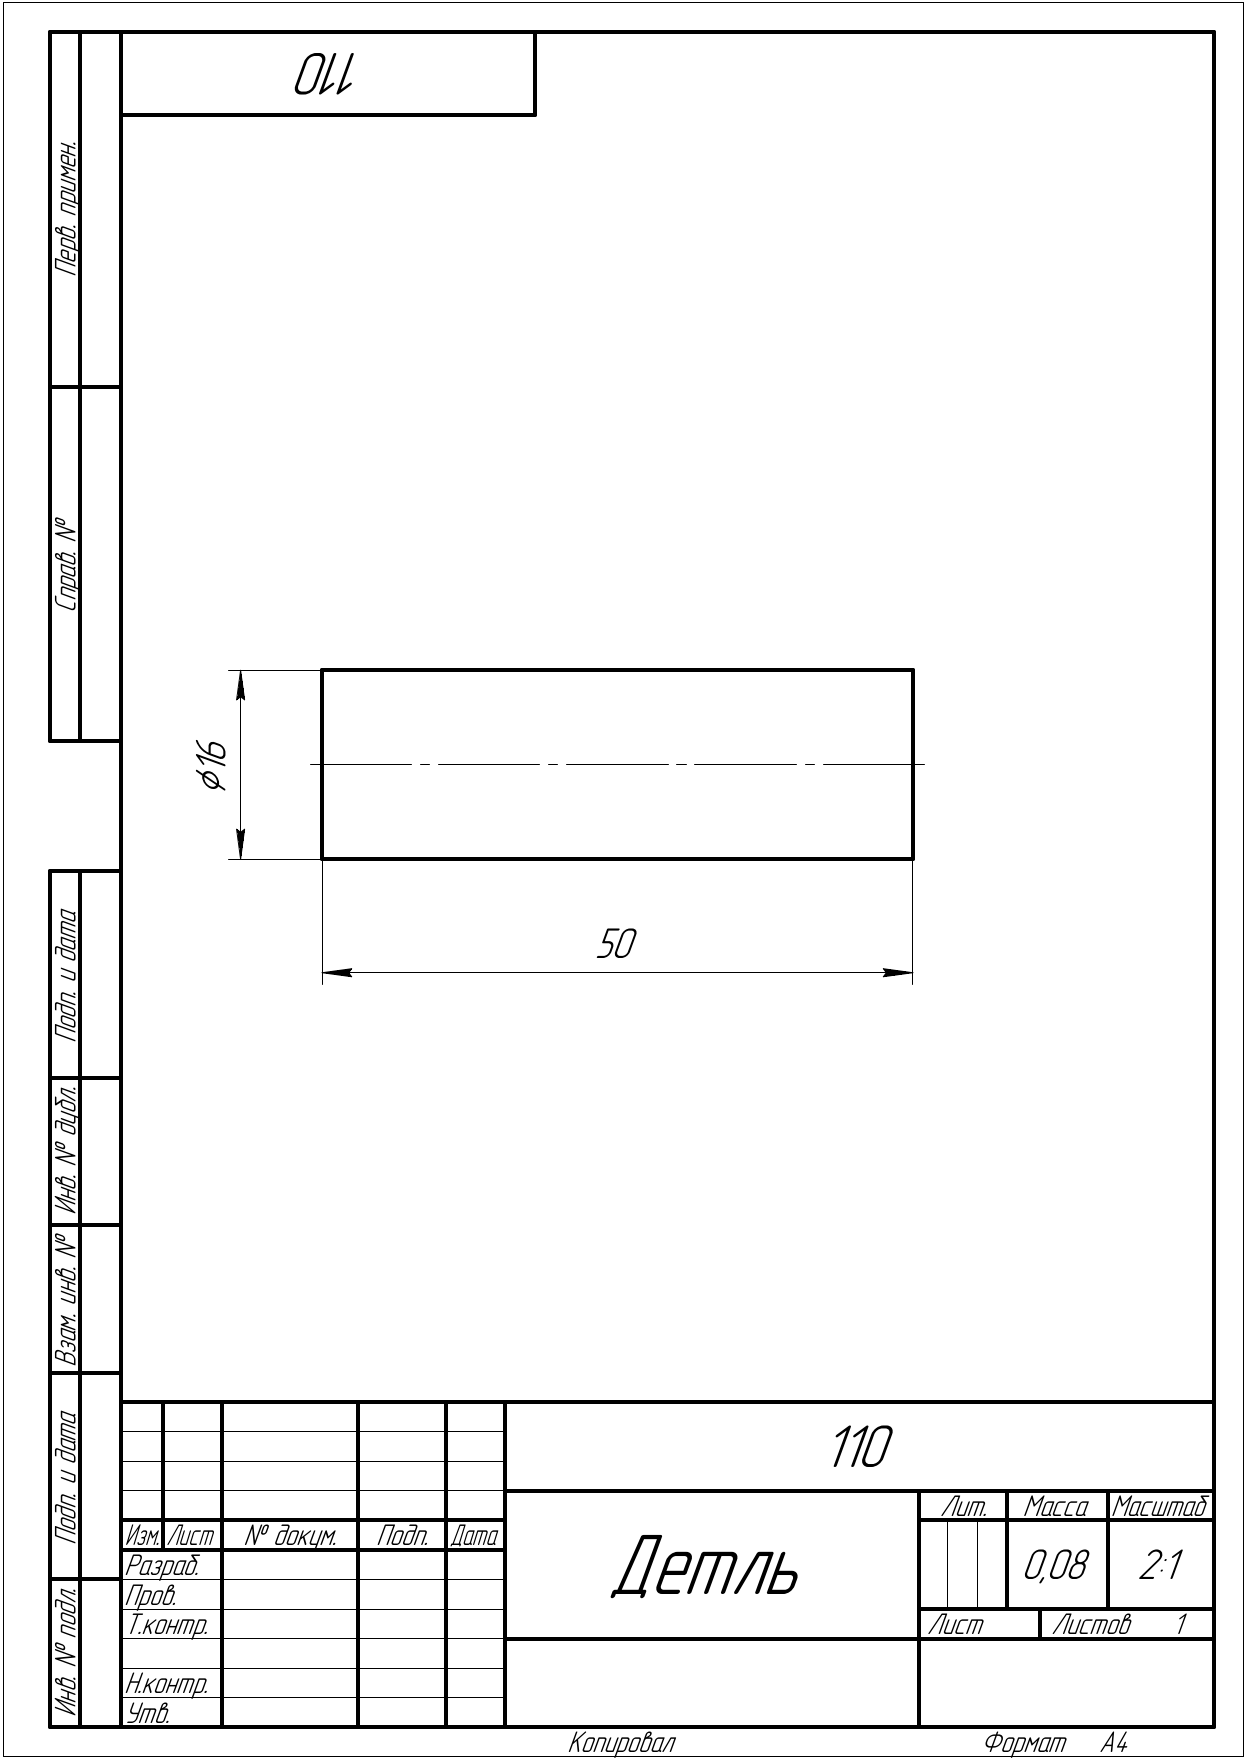 110
Перв. примен.
Справ. №
⌀16
50
Подп. и дата
Инв. № дубл.
Взам. инв. №
Подп. и дата
Инв. № подл.
110
Лит. Масса Масштаб
Изм. Лист № докум. Подп. Дата
Разраб.
Пров.
Т.контр.
Н.контр.
Утв.
Детль
0,08 2:1
Лист Листов 1
Копировал Формат А4